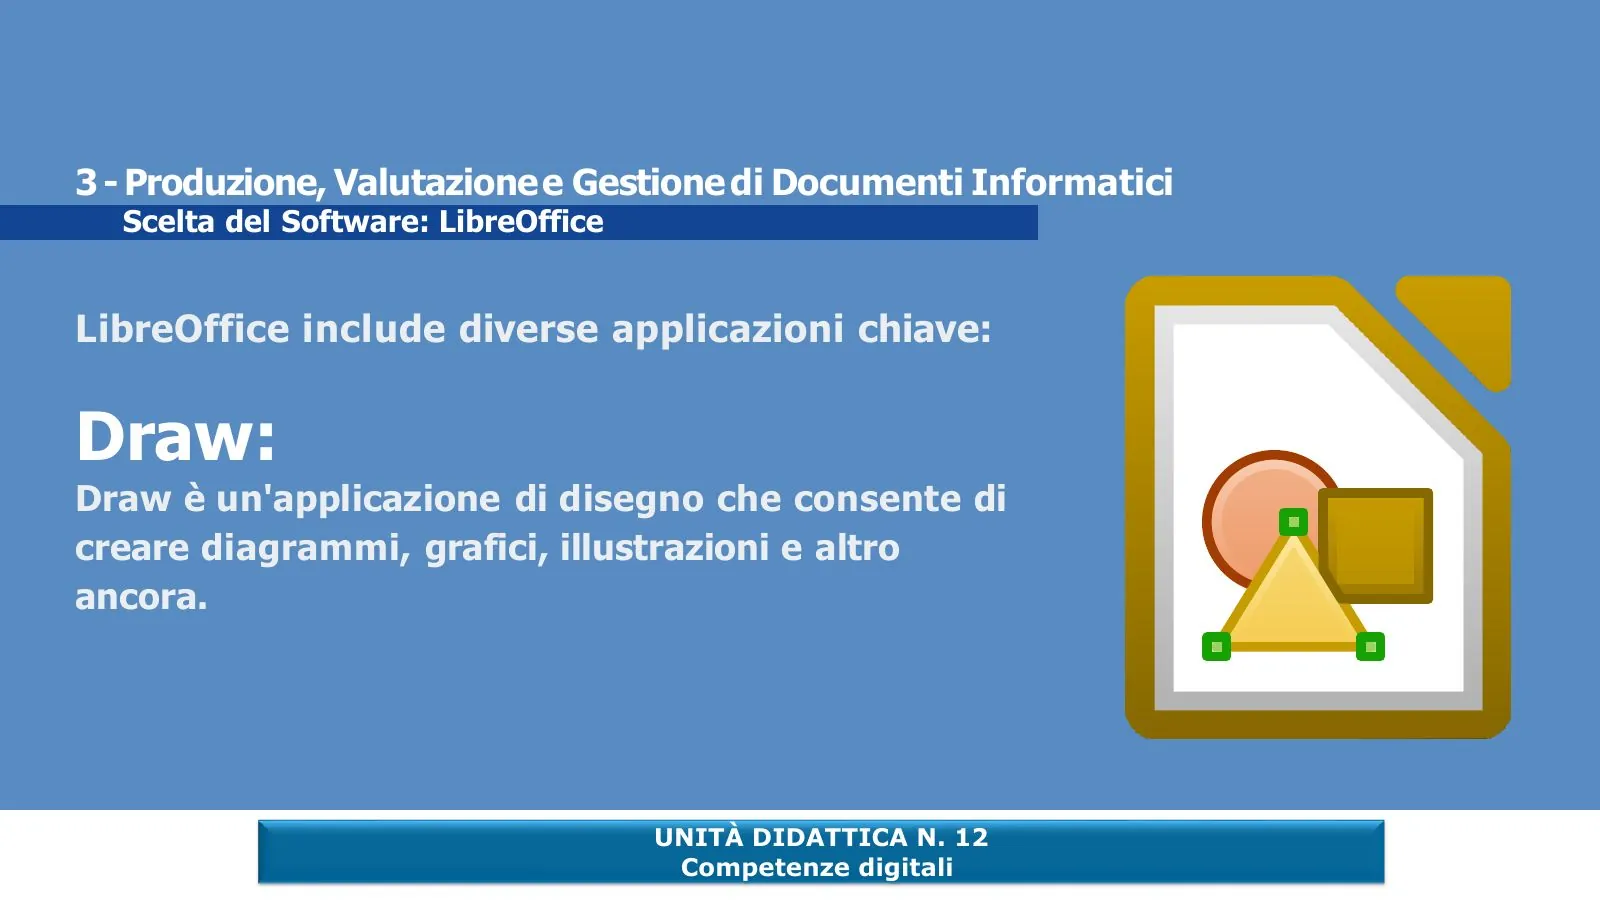 3 - Produzione, Valutazione e Gestione di Documenti Informatici
Scelta del Software: LibreOffice
LibreOffice include diverse applicazioni chiave:
Draw:
Draw è un'applicazione di disegno che consente di
creare diagrammi, grafici, illustrazioni e altro
ancora.
UNITÀ DIDATTICA N. 12
Competenze digitali